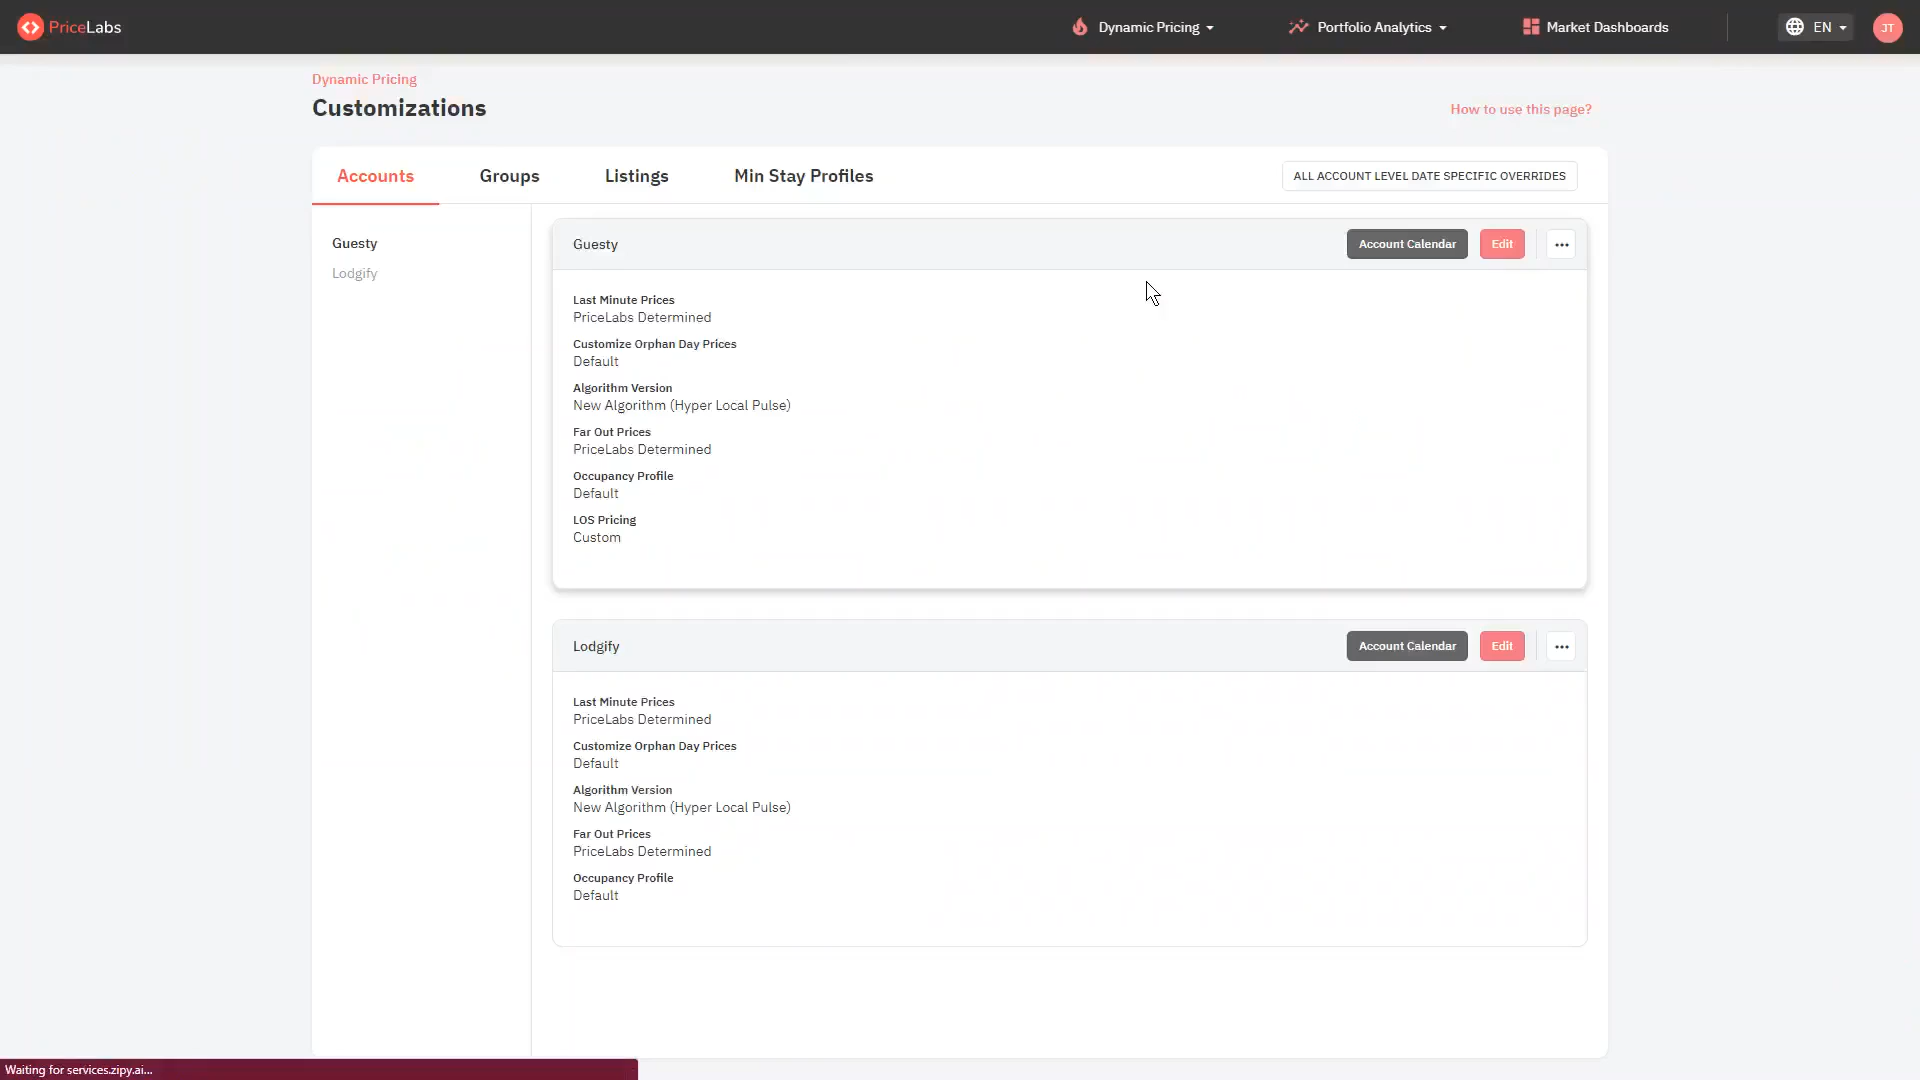 PriceLabs
Dynamic Pricing
Portfolio Analytics
Market Dashboards
EN
JT
Dynamic Pricing
Customizations
How to use this page?
Accounts
Groups
Listings
Min Stay Profiles
ALL ACCOUNT LEVEL DATE SPECIFIC OVERRIDES
Guesty
Lodgify
Guesty
Account Calendar
Edit
Last Minute Prices
PriceLabs Determined
Customize Orphan Day Prices
Default
Algorithm Version
New Algorithm (Hyper Local Pulse)
Far Out Prices
PriceLabs Determined
Occupancy Profile
Default
LOS Pricing
Custom
Lodgify
Account Calendar
Edit
Last Minute Prices
PriceLabs Determined
Customize Orphan Day Prices
Default
Algorithm Version
New Algorithm (Hyper Local Pulse)
Far Out Prices
PriceLabs Determined
Occupancy Profile
Default
Waiting for services.zipy.ai...